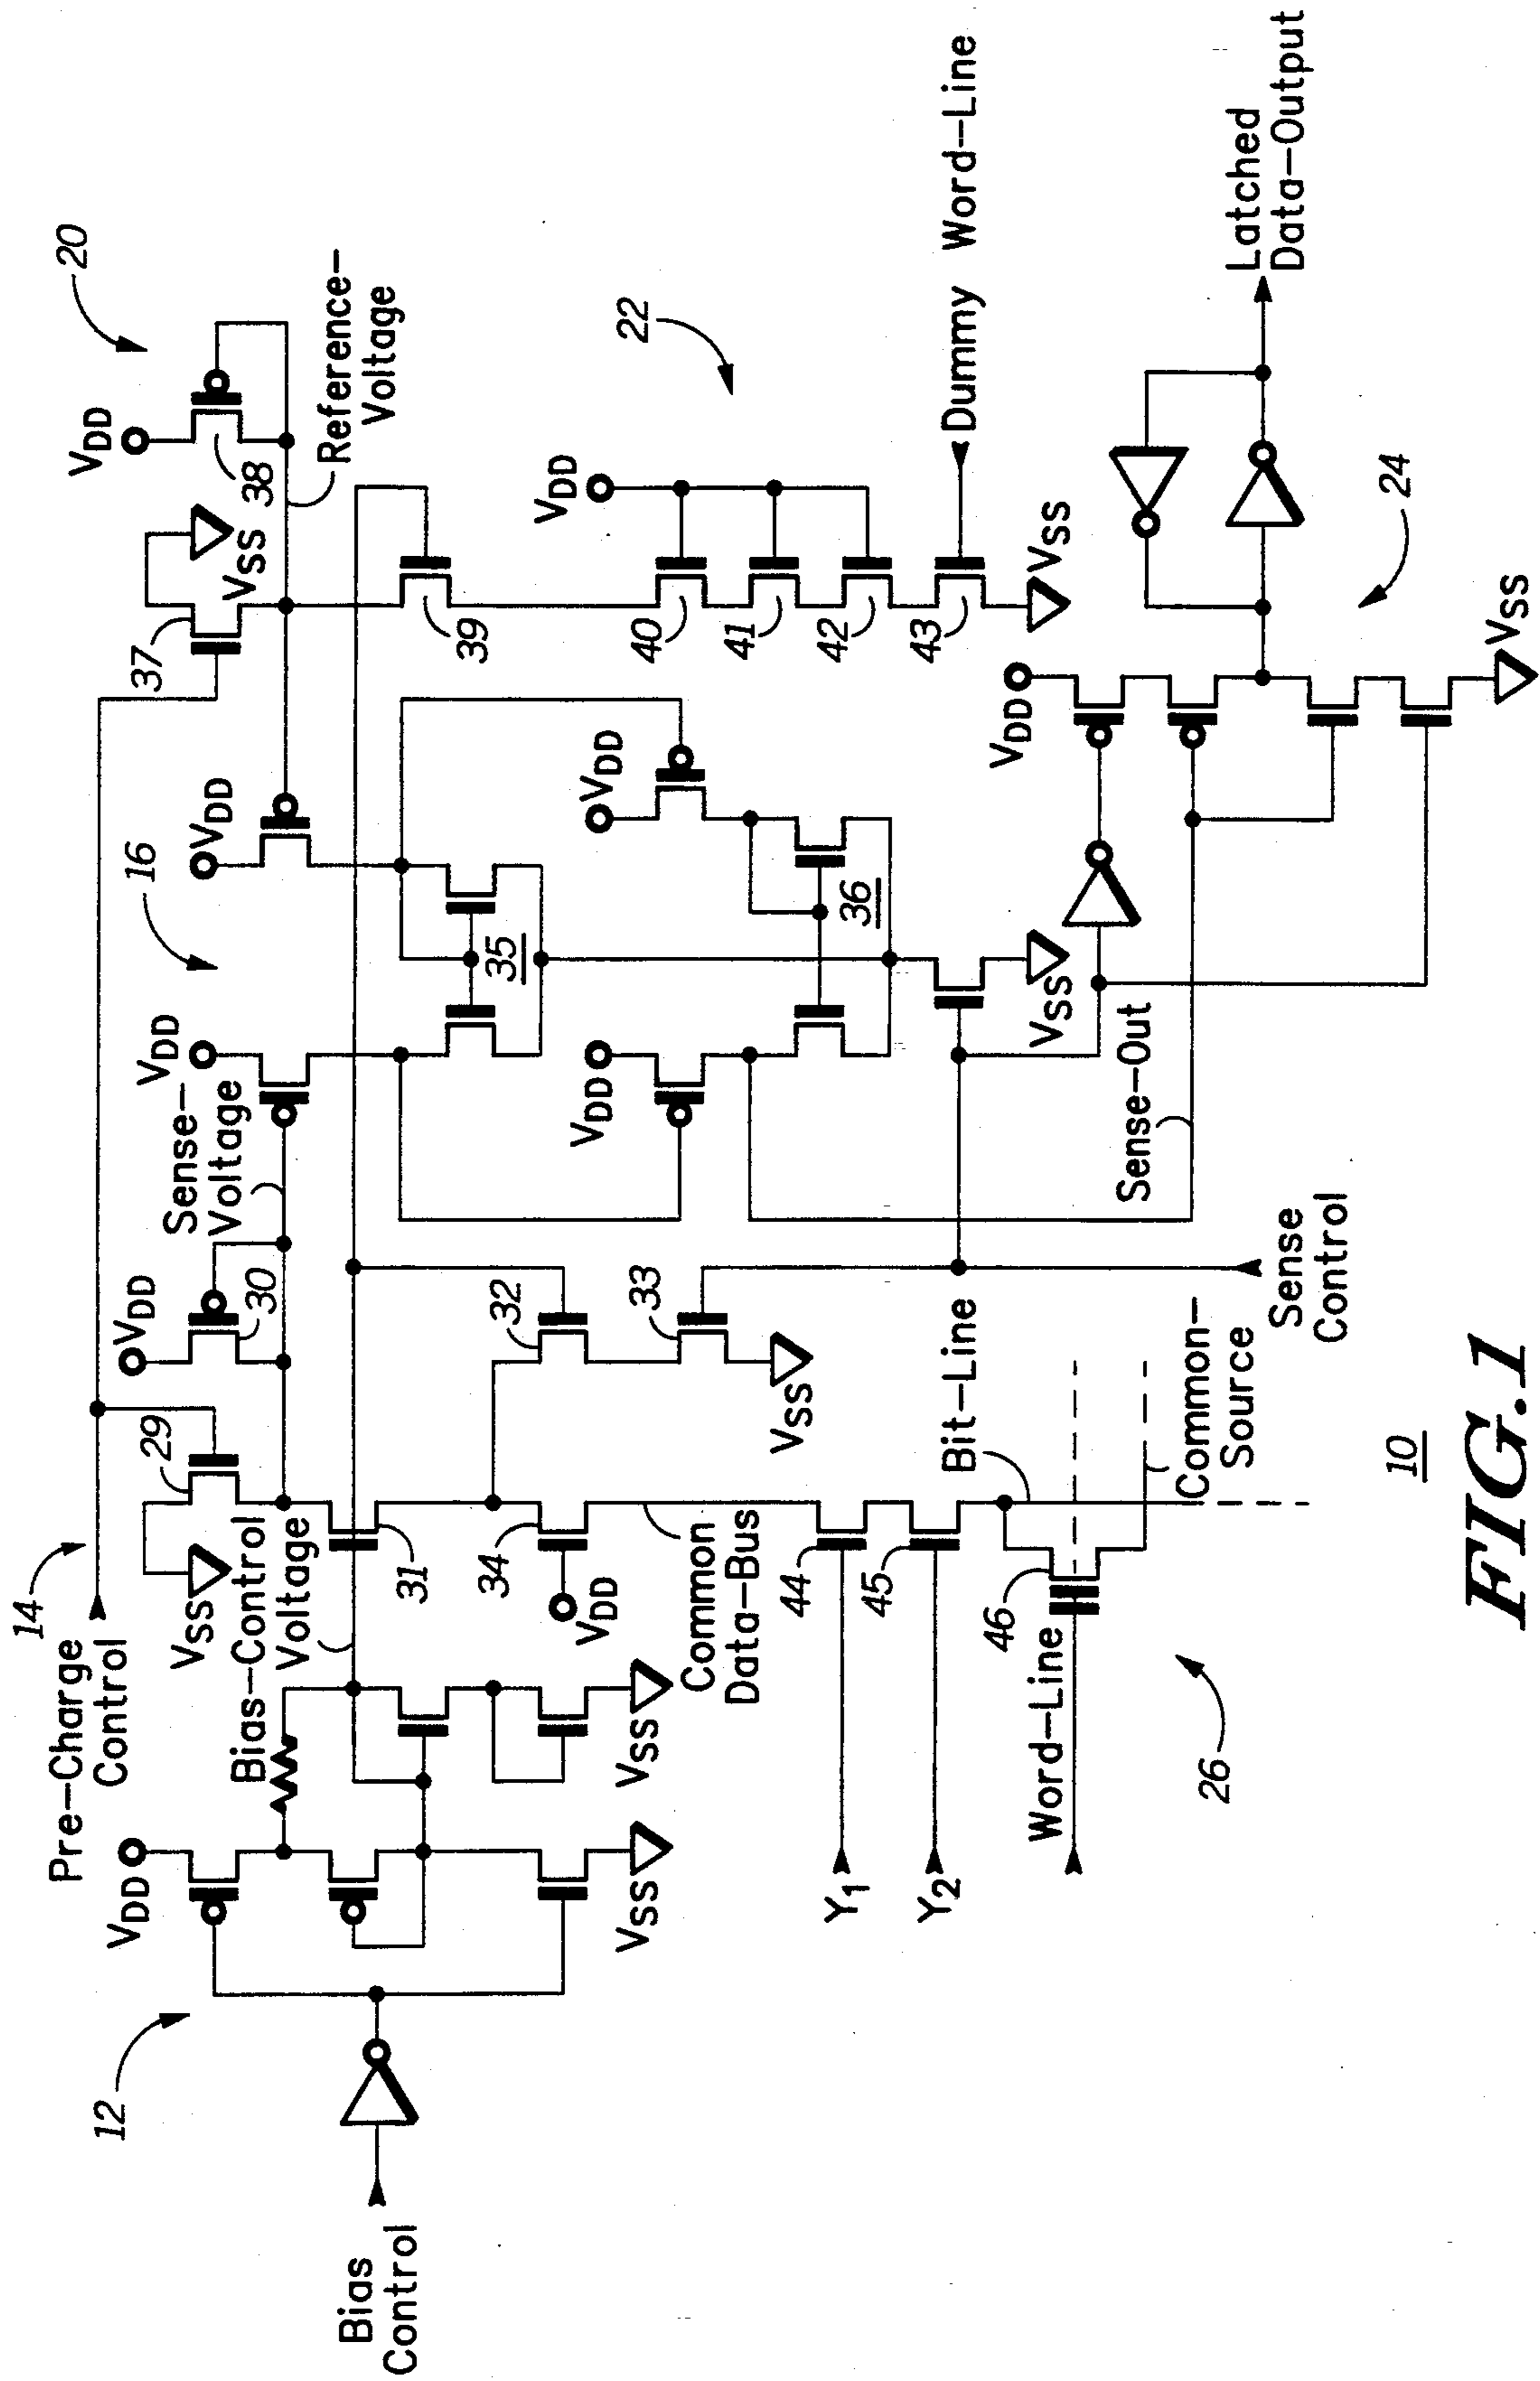 Pre-Charge
Control
14
20
12
16
VDD
VSS
29
VDD
30
Sense-
Voltage
VDD
VDD
37
VSS
VDD
38
Reference-
Voltage
Bias-Control
Voltage
Bias
Control
31
34
VDD
32
33
VSS
35
39
VDD
22
40
41
42
43
VSS
VSS
VSS
Common
Data-Bus
VDD
VDD
36
Dummy Word-Line
Y1
Y2
44
45
46
Word-Line
26
Bit-Line
Common-
Source
Sense
Control
Sense-Out
VSS
VDD
24
VSS
Latched
Data-Output
10
FIG.1